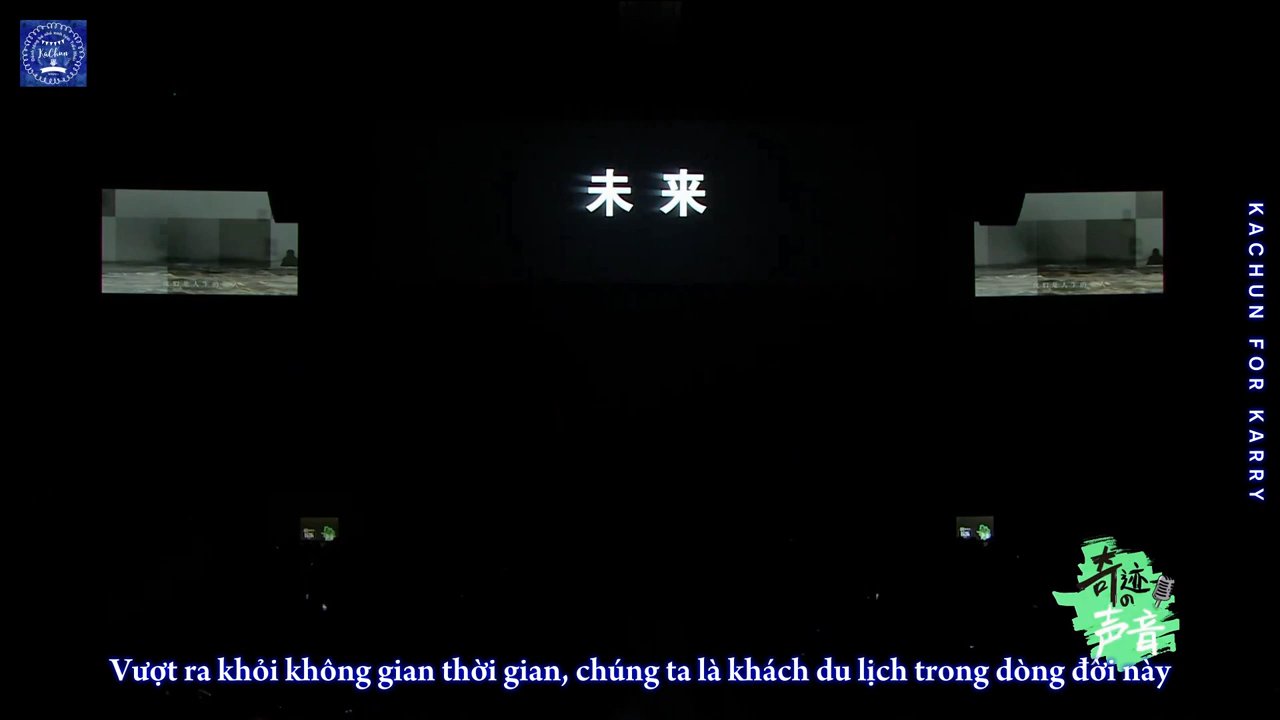 KaChun
未来
KACHUN FOR KARRY
奇迹の
声音
Vượt ra khỏi không gian thời gian, chúng ta là khách du lịch trong dòng đời này